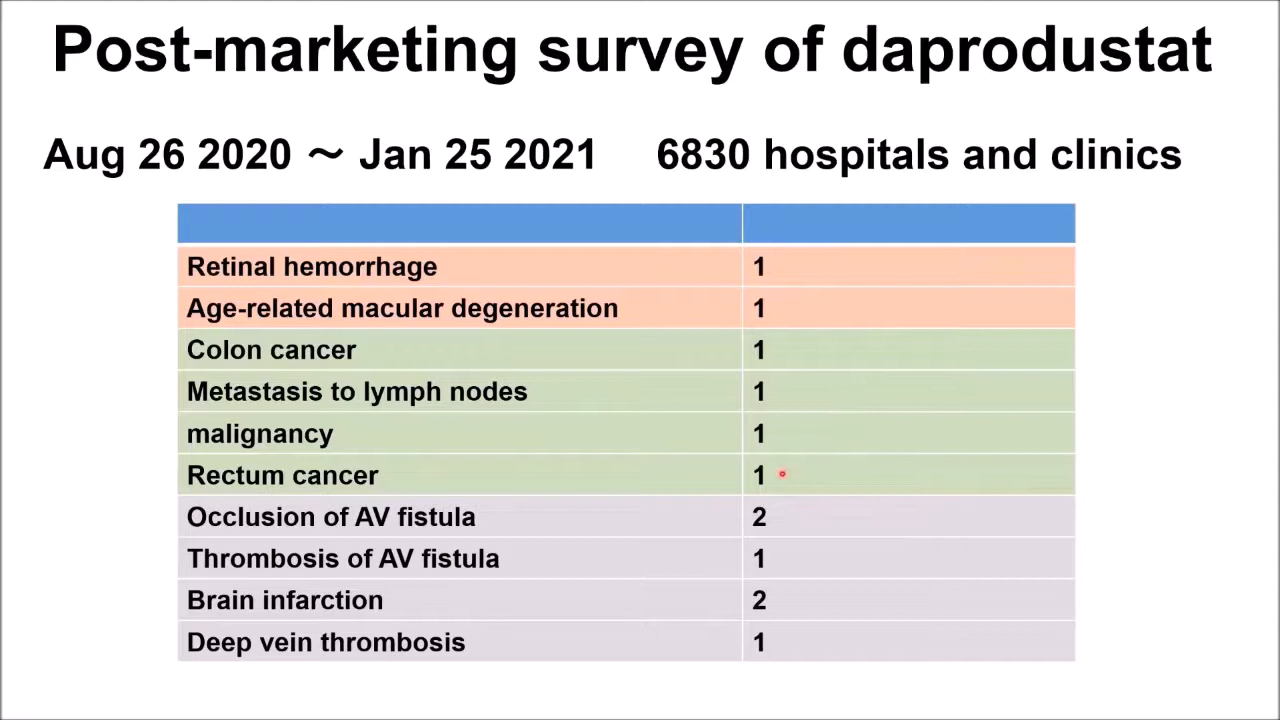 Post-marketing survey of daprodustat
Aug 26 2020 ～ Jan 25 2021 6830 hospitals and clinics
Retinal hemorrhage 1
Age-related macular degeneration 1
Colon cancer 1
Metastasis to lymph nodes 1
malignancy 1
Rectum cancer 1
Occlusion of AV fistula 2
Thrombosis of AV fistula 1
Brain infarction 2
Deep vein thrombosis 1